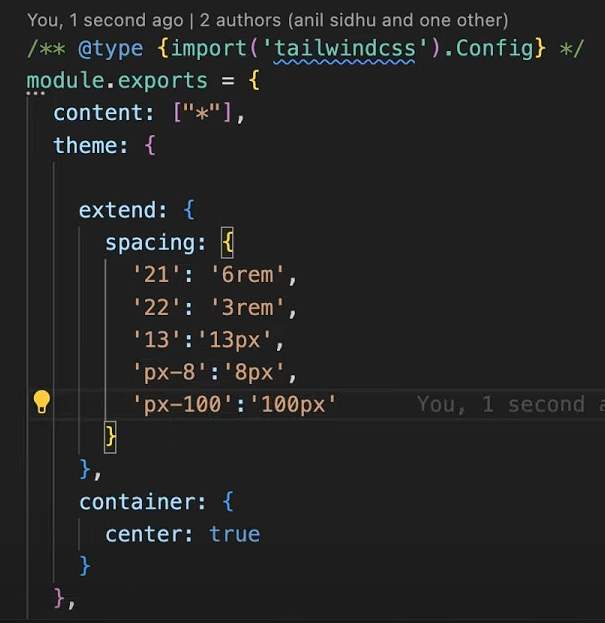 You, 1 second ago | 2 authors (anil sidhu and one other)
/** @type {import('tailwindcss').Config} */
module.exports = {
  content: ["*"],
  theme: {

    extend: {
      spacing: {
        '21': '6rem',
        '22': '3rem',
        '13':'13px',
        'px-8':'8px',
        'px-100':'100px'      You, 1 second a
      }
    },
    container: {
      center: true
    }
  },